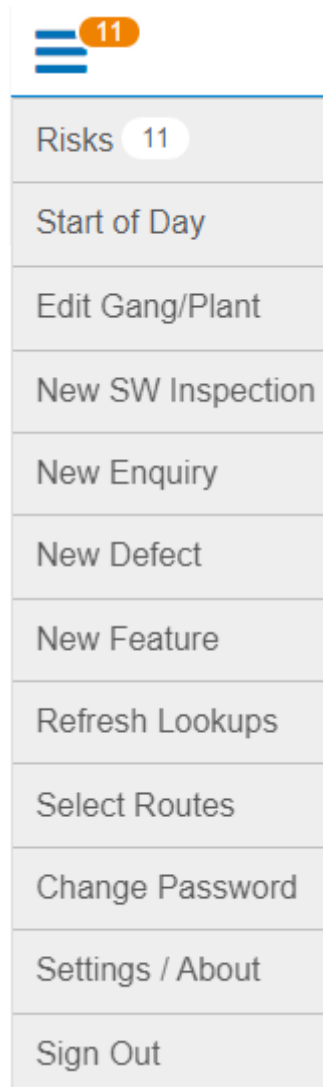 11
Risks 11
Start of Day
Edit Gang/Plant
New SW Inspection
New Enquiry
New Defect
New Feature
Refresh Lookups
Select Routes
Change Password
Settings / About
Sign Out